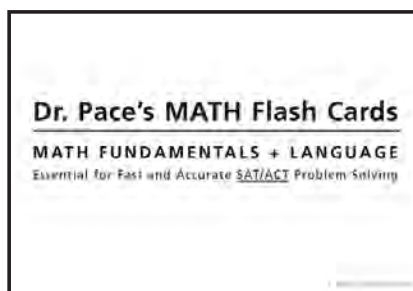 Dr. Pace's MATH Flash Cards
MATH FUNDAMENTALS + LANGUAGE
Essential for Fast and Accurate SAT/ACT Problem Solving